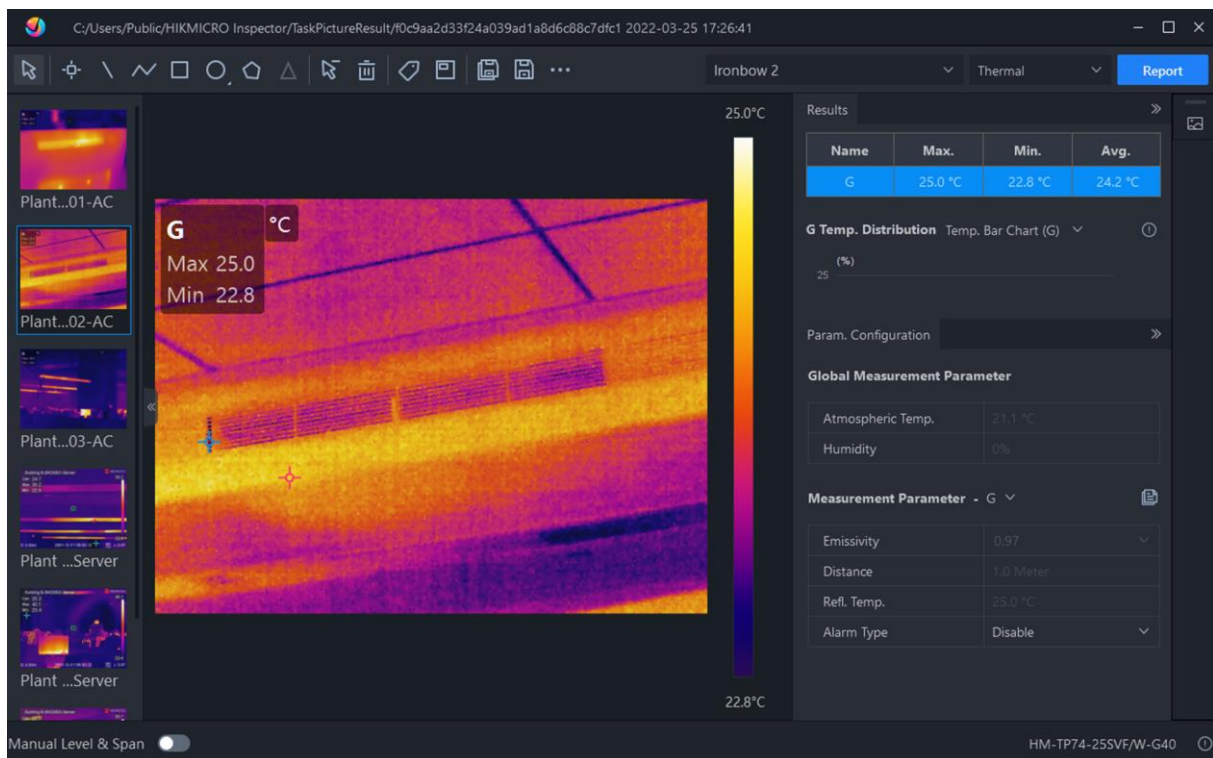 C:/Users/Public/HIKMICRO Inspector/TaskPictureResult/f0c9aa2d33f24a039ad1a8d6c88c7dfc1 2022-03-25 17:26:41
Ironbow 2
Thermal
Report
Plant...01-AC
Plant...02-AC
Plant...03-AC
Plant ...Server
Plant ...Server
G °C
Max 25.0
Min 22.8
25.0°C
22.8°C
Results
Name Max. Min. Avg.
G 25.0 °C 22.8 °C 24.2 °C
G Temp. Distribution Temp. Bar Chart (G)
(%)
25
Param. Configuration
Global Measurement Parameter
Atmospheric Temp. 21.1 °C
Humidity 0%
Measurement Parameter - G
Emissivity 0.97
Distance 1.0 Meter
Refl. Temp. 25.0 °C
Alarm Type Disable
Manual Level & Span
HM-TP74-25SVF/W-G40